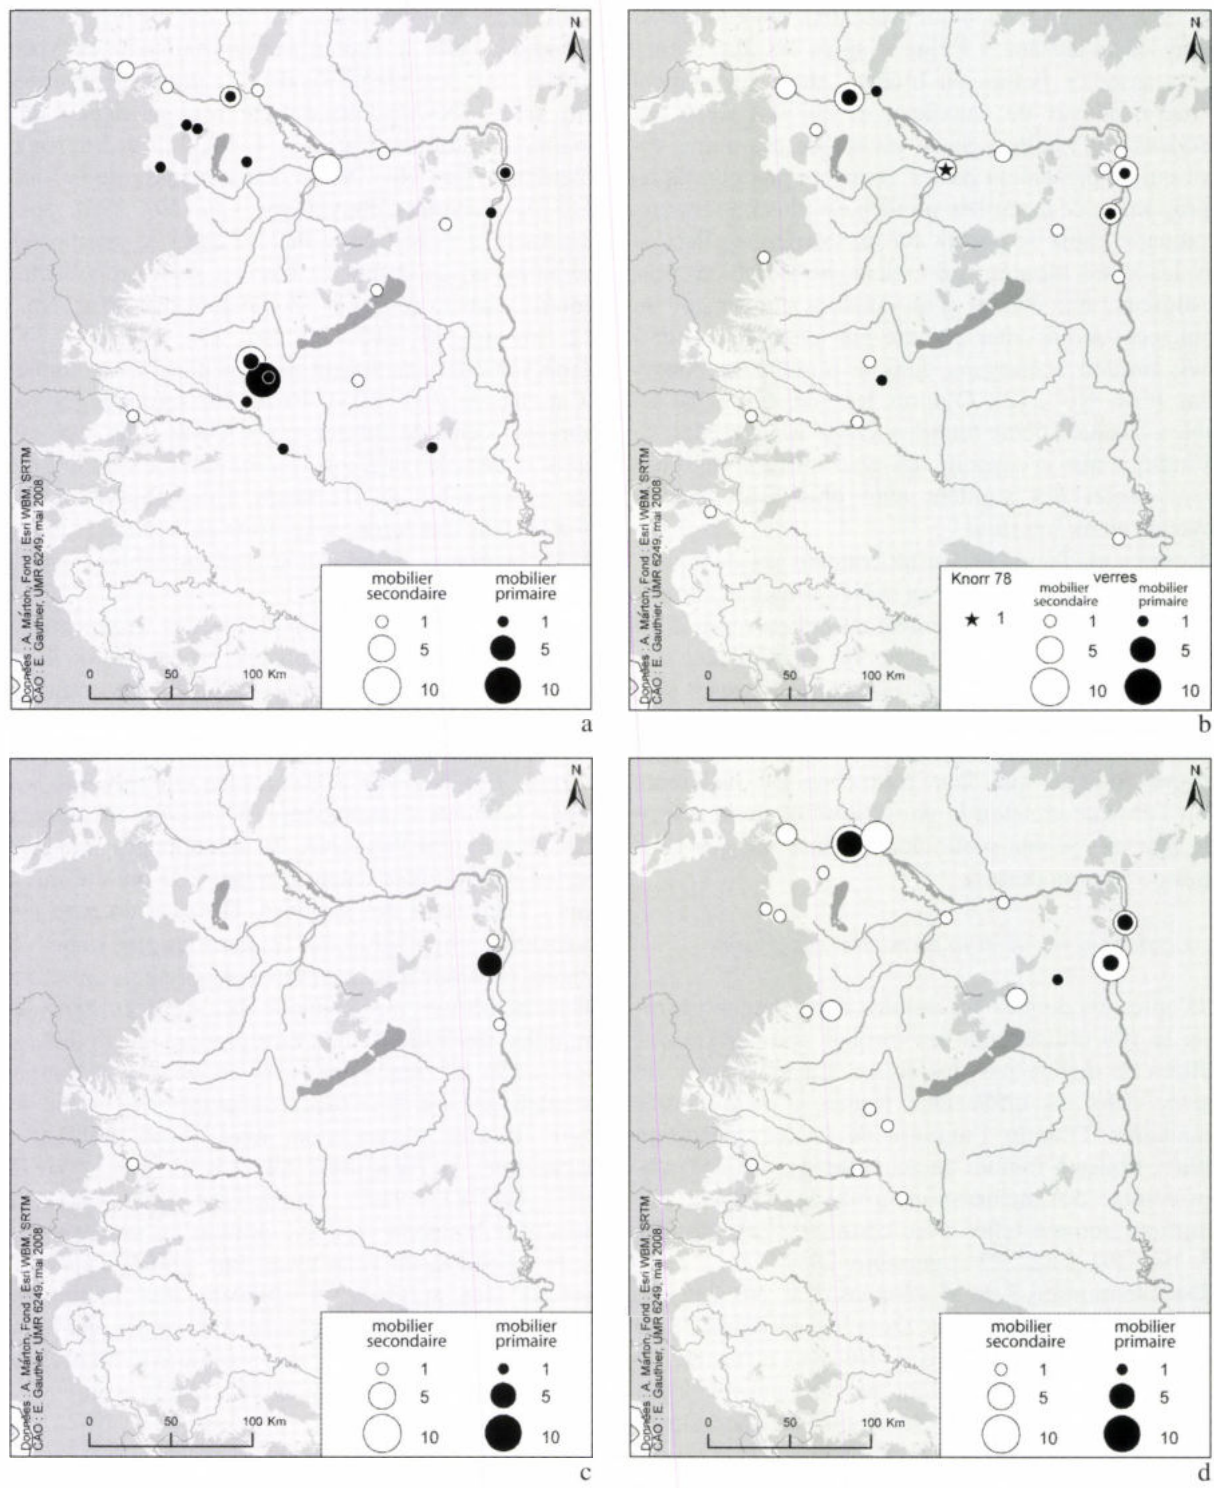 N
Données : A. Márton, Fond : Esri WBM, SRTM
CAO : E. Gauthier, UMR 6249, mai 2008
0 50 100 Km
mobilier secondaire
mobilier primaire
1 1
5 5
10 10
a
N
Données : A. Márton, Fond : Esri WBM, SRTM
CAO : E. Gauthier, UMR 6249, mai 2008
0 50 100 Km
Knorr 78
verres
mobilier secondaire
mobilier primaire
1 1 1
5 5
10 10
b
N
Données : A. Márton, Fond : Esri WBM, SRTM
CAO : E. Gauthier, UMR 6249, mai 2008
0 50 100 Km
mobilier secondaire
mobilier primaire
1 1
5 5
10 10
c
N
Données : A. Márton, Fond : Esri WBM, SRTM
CAO : E. Gauthier, UMR 6249, mai 2008
0 50 100 Km
mobilier secondaire
mobilier primaire
1 1
5 5
10 10
d